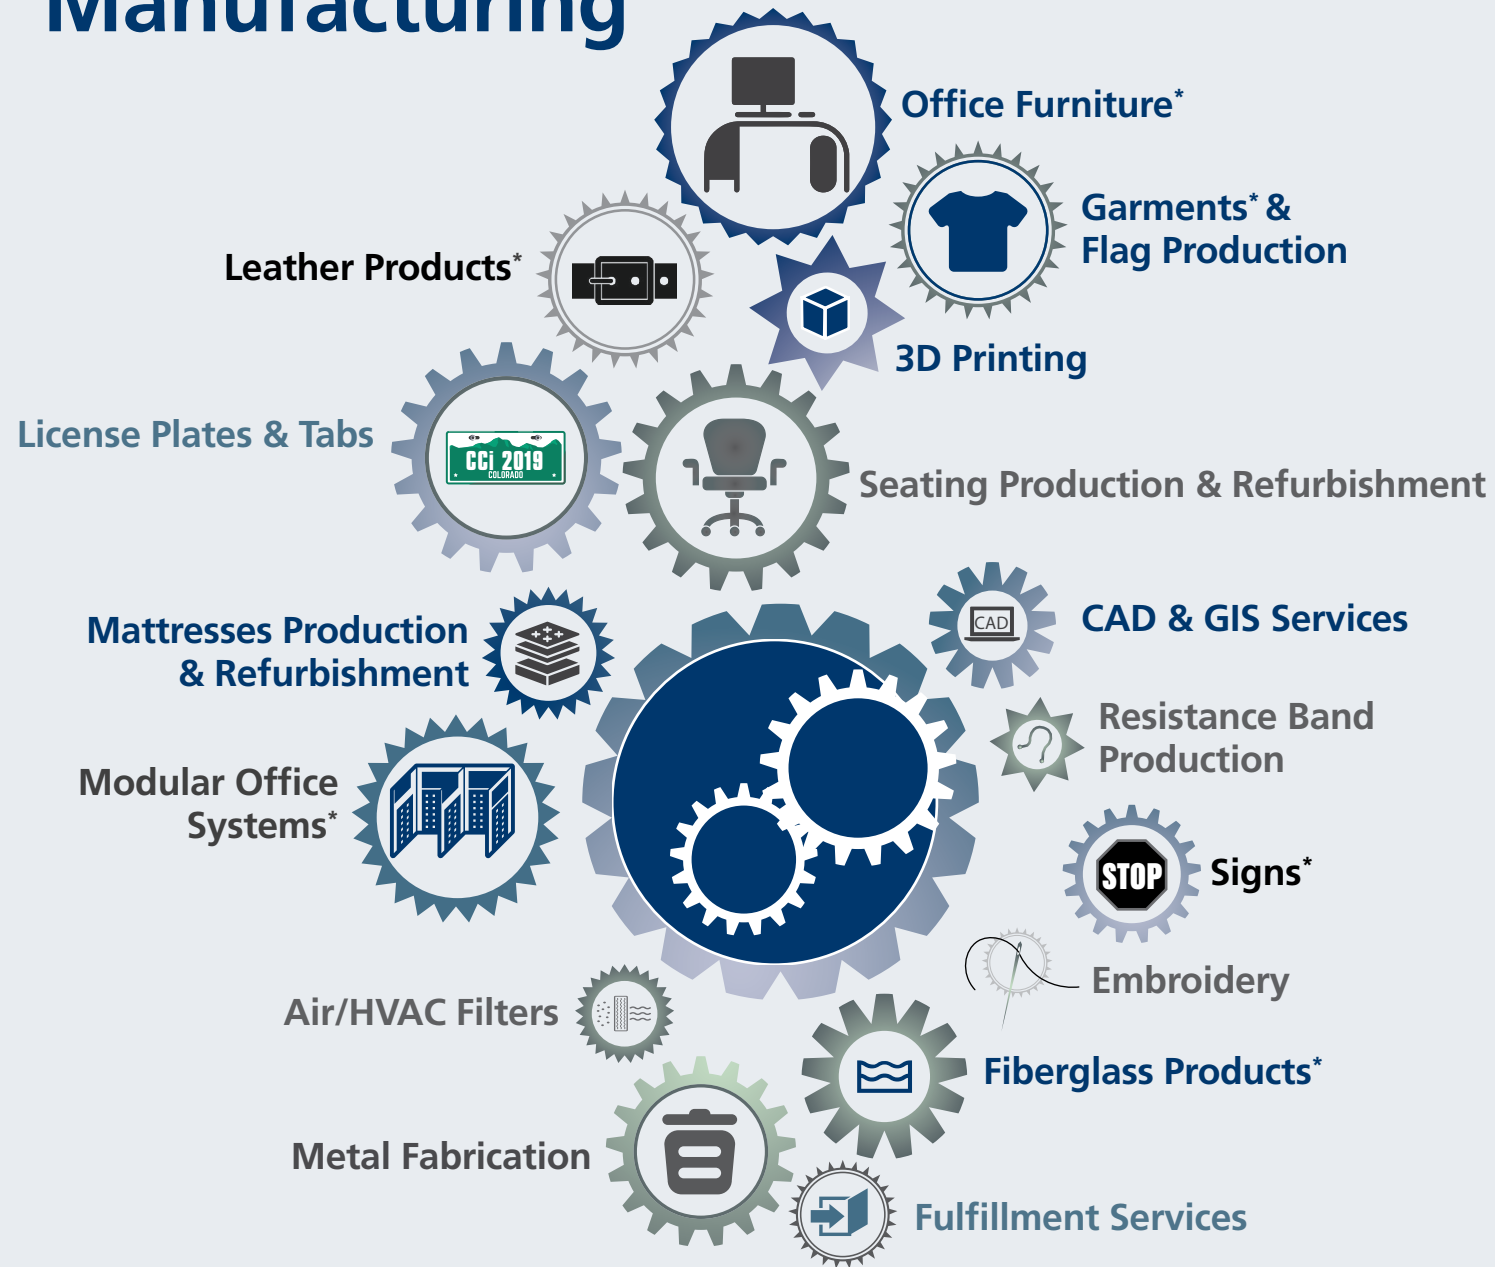 Manufacturing
Office Furniture*
Garments* &
Flag Production
Leather Products*
3D Printing
License Plates & Tabs
CCi 2019
COLORADO
Seating Production & Refurbishment
Mattresses Production
& Refurbishment
CAD
CAD & GIS Services
Resistance Band
Production
Modular Office
Systems*
STOP
Signs*
Embroidery
Air/HVAC Filters
Fiberglass Products*
Metal Fabrication
Fulfillment Services